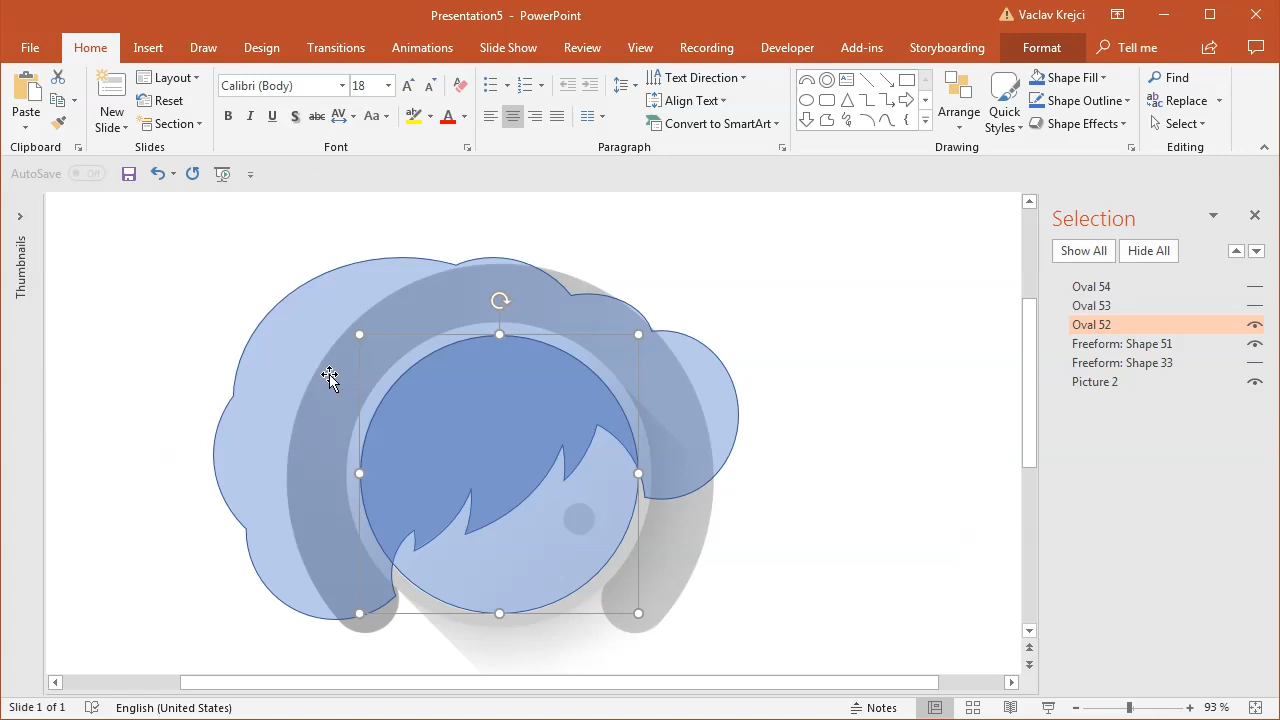 Presentation5 - PowerPoint
Vaclav Krejci
File
Home
Insert
Draw
Design
Transitions
Animations
Slide Show
Review
View
Recording
Developer
Add-ins
Storyboarding
Format
Tell me
Paste
Clipboard
New
Slide
Layout
Reset
Section
Slides
Calibri (Body)
18
B I U S abc AV Aa
A
Font
Text Direction
Align Text
Convert to SmartArt
Paragraph
Arrange
Quick
Styles
Shape Fill
Shape Outline
Shape Effects
Drawing
Find
Replace
Select
Editing
AutoSave Off
Thumbnails
Selection
Show All
Hide All
Oval 54
Oval 53
Oval 52
Freeform: Shape 51
Freeform: Shape 33
Picture 2
Slide 1 of 1
English (United States)
Notes
93 %